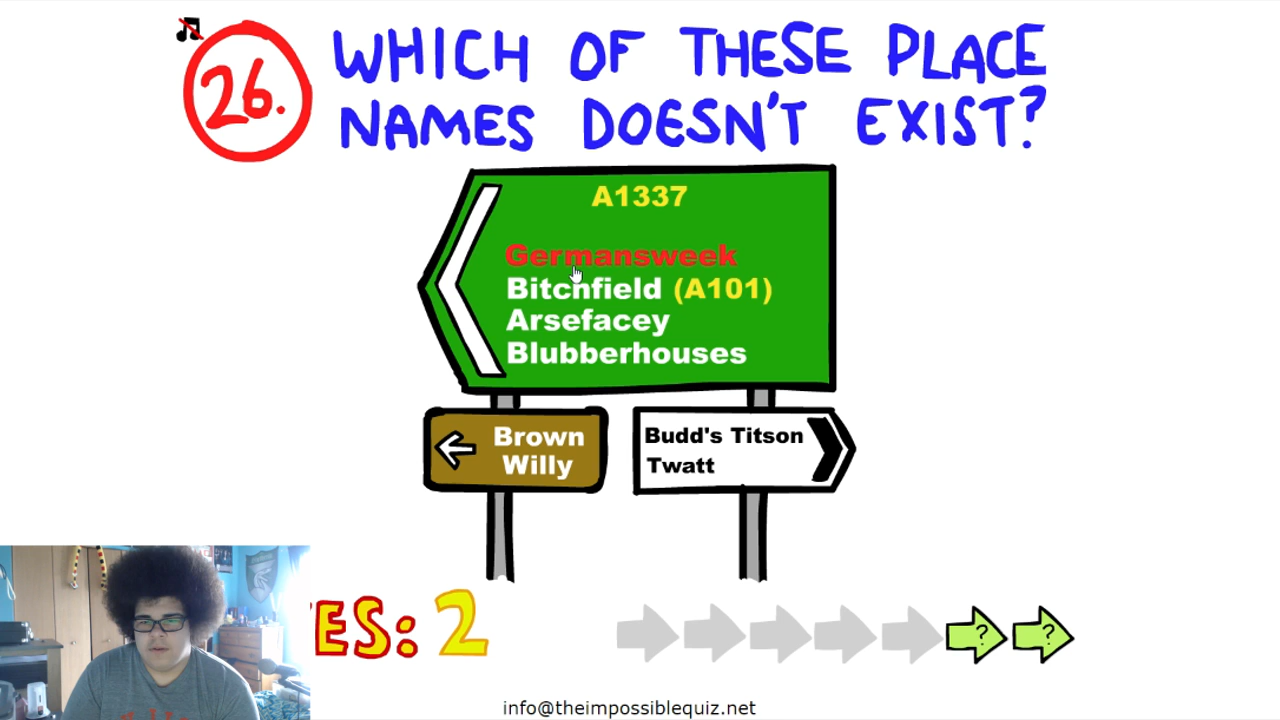 26.
WHICH OF THESE PLACE
NAMES DOESN'T EXIST?
A1337
Germansweek
Bitchfield (A101)
Arsefacey
Blubberhouses
Brown
Willy
Budd's Titson
Twatt
ES: 2
? ?
info@theimpossiblequiz.net